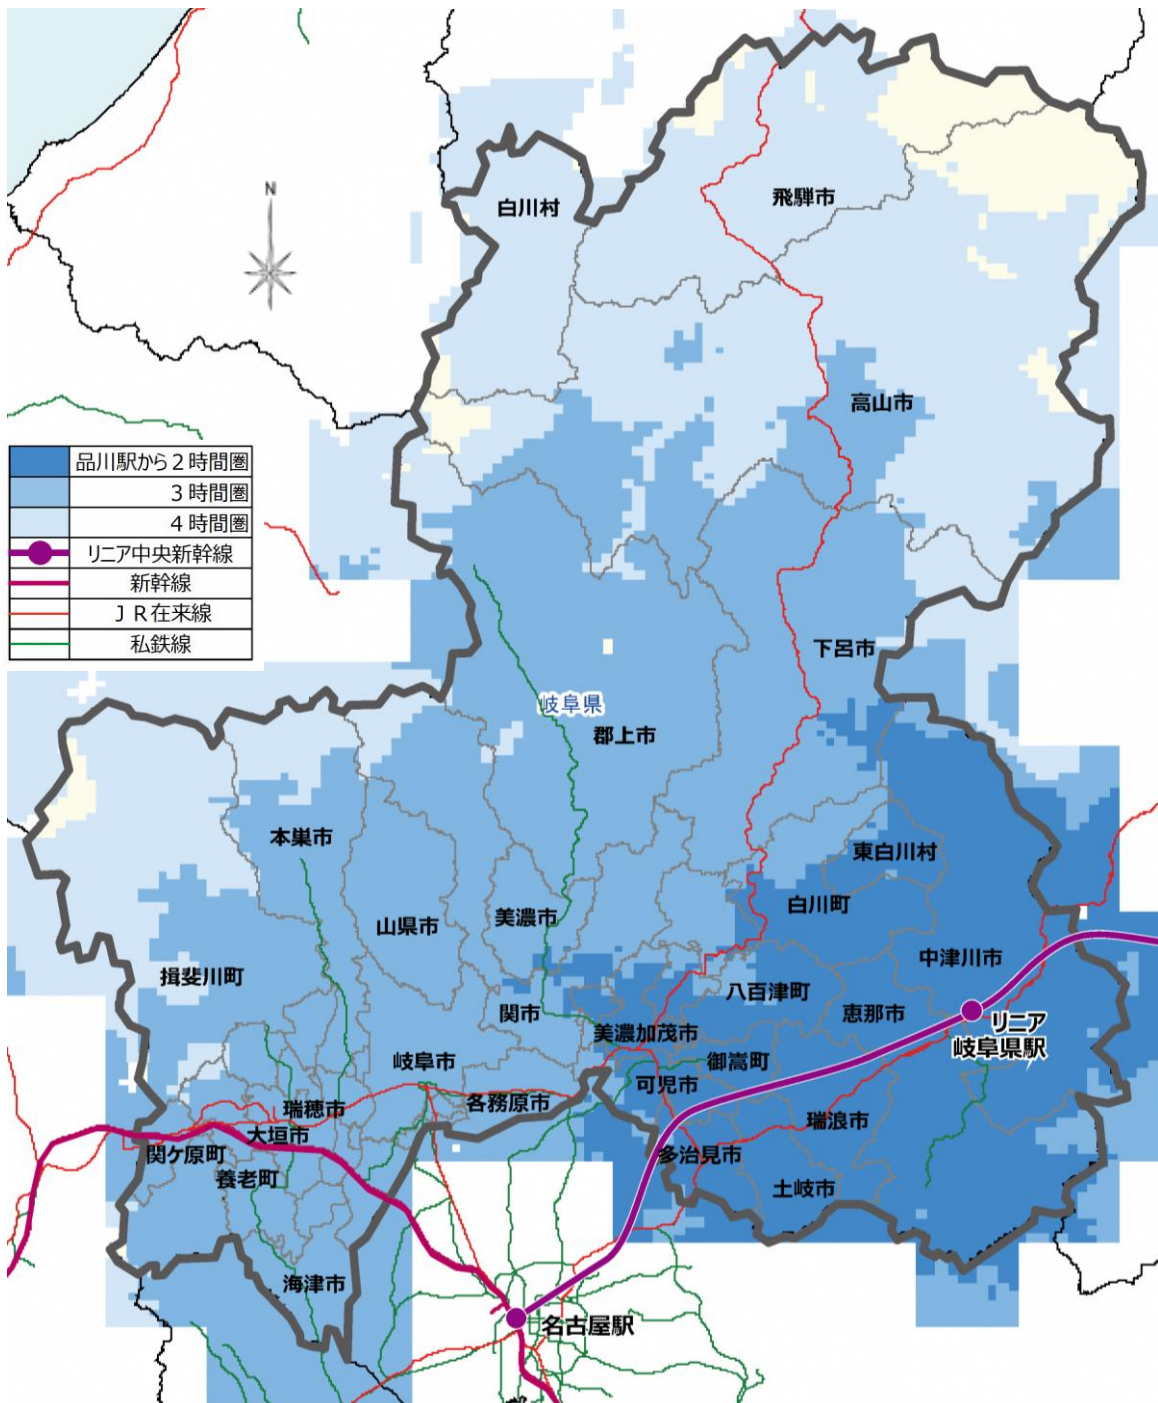 N
白川村
飛騨市
高山市
品川駅から2時間圏
3時間圏
4時間圏
リニア中央新幹線
新幹線
JR在来線
私鉄線
下呂市
岐阜県
郡上市
本巣市
東白川村
白川町
山県市
美濃市
中津川市
揖斐川町
八百津町
関市
恵那市
リニア
岐阜県駅
美濃加茂市
岐阜市
御嵩町
可児市
各務原市
瑞穂市
大垣市
瑞浪市
関ケ原町
多治見市
養老町
土岐市
海津市
名古屋駅